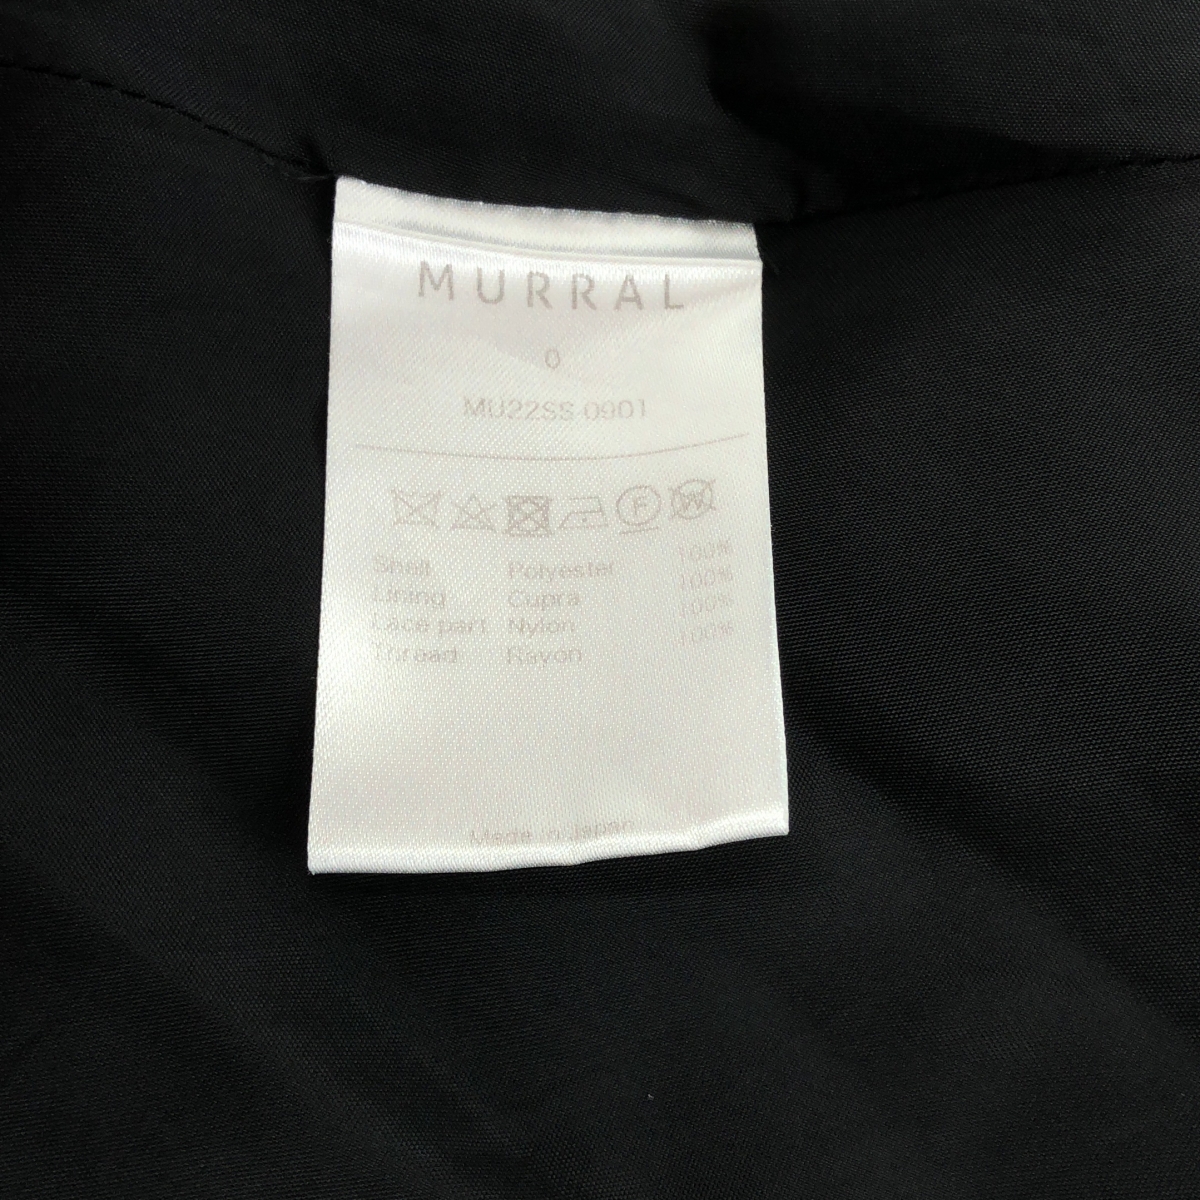 MURRAL
0
MU22SS-0901
F W
Shell Polyester 100%
Lining Cupra 100%
Lace part Nylon 100%
Thread Rayon 100%
Made in Japan